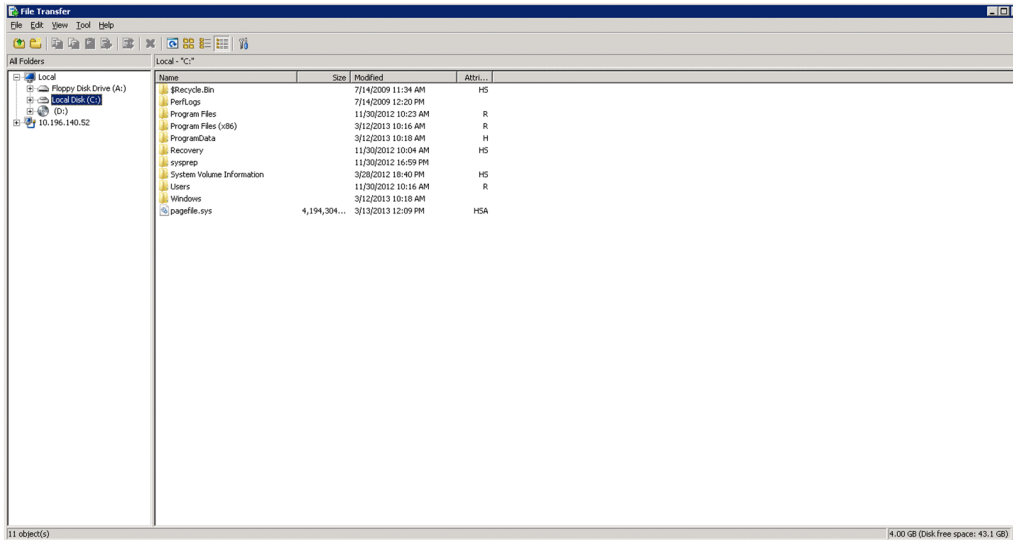 File Transfer
File Edit View Tool Help
All Folders
Local - "C:"
Local
Floppy Disk Drive (A:)
Local Disk (C:)
(D:)
10.196.140.52
Name Size Modified Attri...
$Recycle.Bin 7/14/2009 11:34 AM HS
PerfLogs 7/14/2009 12:20 PM
Program Files 11/30/2012 10:23 AM R
Program Files (x86) 3/12/2013 10:16 AM R
ProgramData 3/12/2013 10:18 AM H
Recovery 11/30/2012 10:04 AM HS
sysprep 11/30/2012 16:59 PM
System Volume Information 3/28/2012 18:40 PM HS
Users 11/30/2012 10:16 AM R
Windows 3/12/2013 10:18 AM
pagefile.sys 4,194,304... 3/13/2013 12:09 PM HSA
11 object(s)
4.00 GB (Disk free space: 43.1 GB)